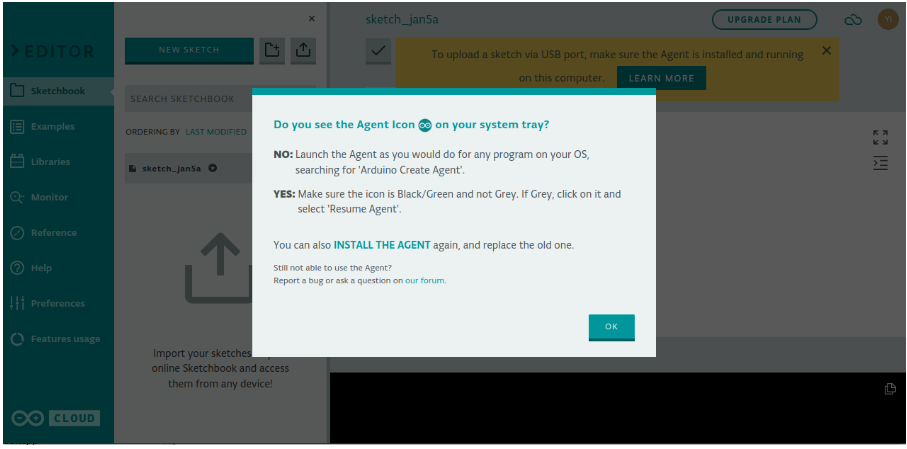 EDITOR
Sketchbook
Examples
Libraries
Monitor
Reference
Help
Preferences
Features usage
CLOUD
×
NEW SKETCH
SEARCH SKETCHBOOK
ORDERING BY LAST MODIFIED
sketch_jan5a
Import your sketches
online Sketchbook and access
them from any device!
sketch_jan5a
UPGRADE PLAN
YI
To upload a sketch via USB port, make sure the Agent is installed and running
on this computer. LEARN MORE
Do you see the Agent Icon on your system tray?
NO: Launch the Agent as you would do for any program on your OS,
searching for 'Arduino Create Agent'.
YES: Make sure the icon is Black/Green and not Grey. If Grey, click on it and
select 'Resume Agent'.
You can also INSTALL THE AGENT again, and replace the old one.
Still not able to use the Agent?
Report a bug or ask a question on our forum.
OK